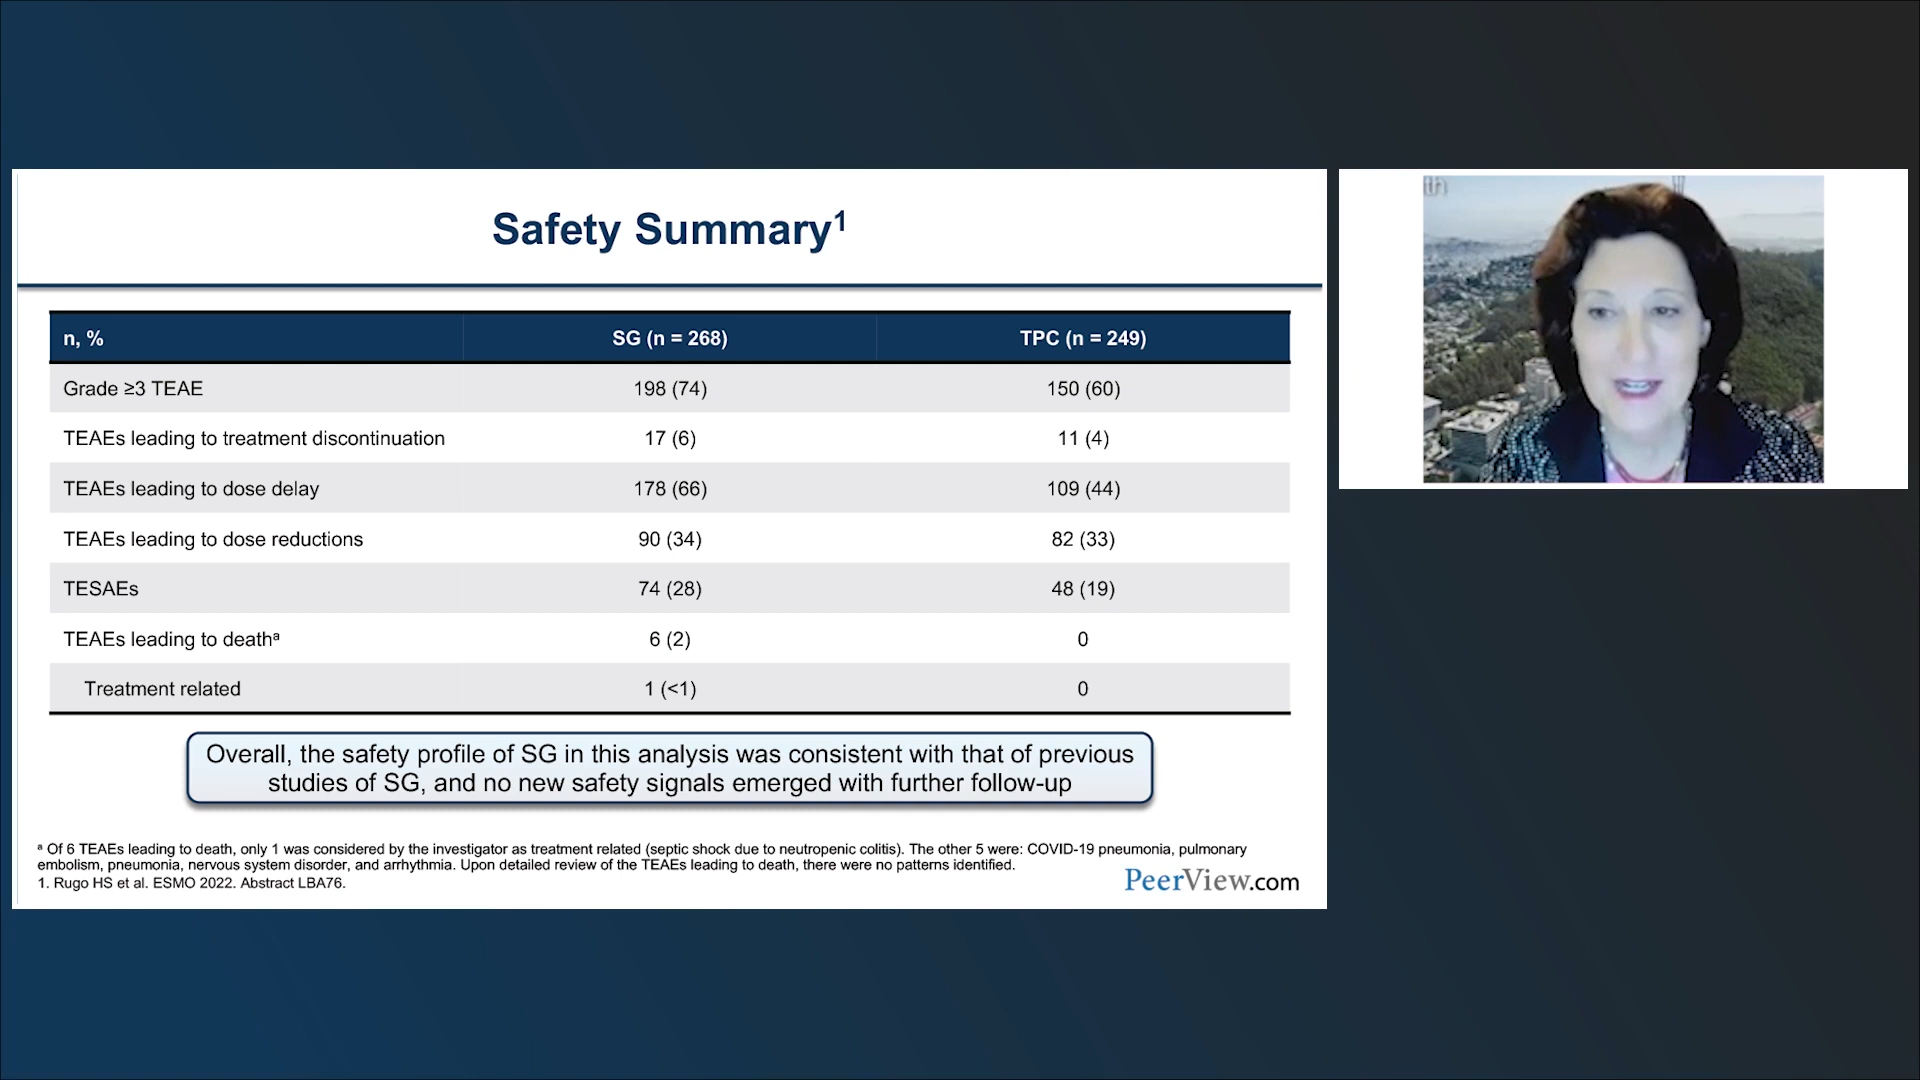 th
Safety Summary¹
n, % SG (n = 268) TPC (n = 249)
Grade ≥3 TEAE 198 (74) 150 (60)
TEAEs leading to treatment discontinuation 17 (6) 11 (4)
TEAEs leading to dose delay 178 (66) 109 (44)
TEAEs leading to dose reductions 90 (34) 82 (33)
TESAEs 74 (28) 48 (19)
TEAEs leading to deathᵃ 6 (2) 0
Treatment related 1 (<1) 0
Overall, the safety profile of SG in this analysis was consistent with that of previous
studies of SG, and no new safety signals emerged with further follow-up
ᵃ Of 6 TEAEs leading to death, only 1 was considered by the investigator as treatment related (septic shock due to neutropenic colitis). The other 5 were: COVID-19 pneumonia, pulmonary
embolism, pneumonia, nervous system disorder, and arrhythmia. Upon detailed review of the TEAEs leading to death, there were no patterns identified.
1. Rugo HS et al. ESMO 2022. Abstract LBA76.
PeerView.com